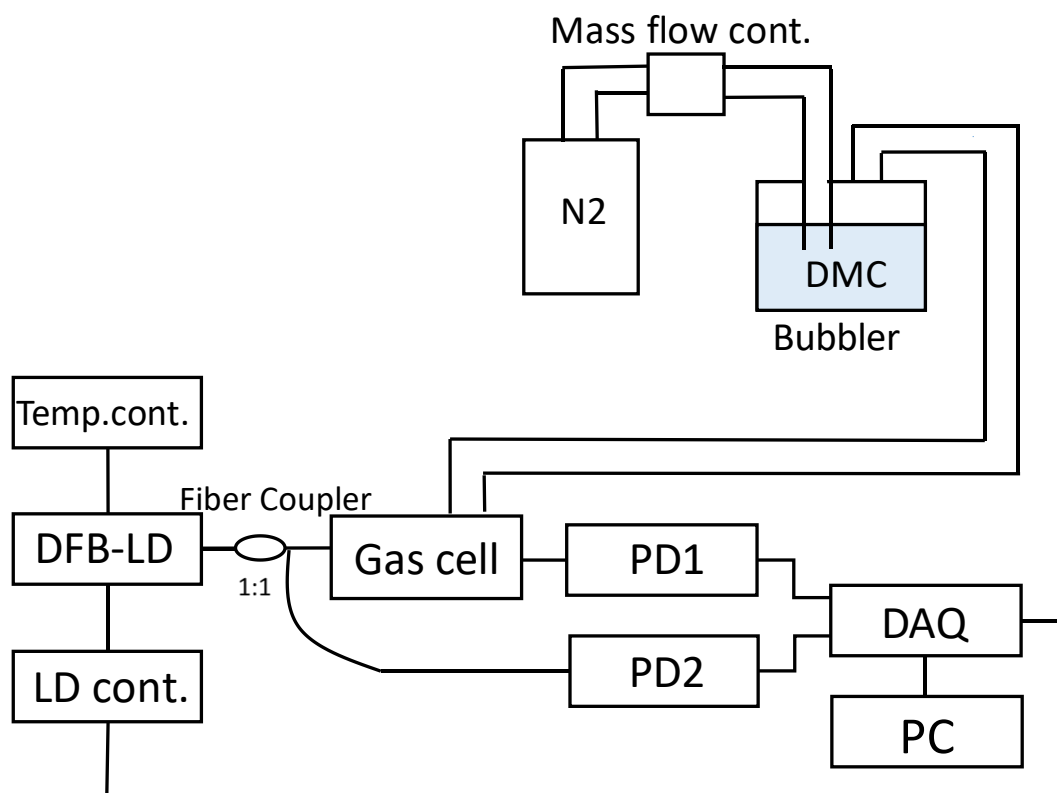 Mass flow cont.
N2
DMC
Bubbler
Temp.cont.
Fiber Coupler
DFB-LD
1:1
Gas cell
PD1
DAQ
LD cont.
PD2
PC